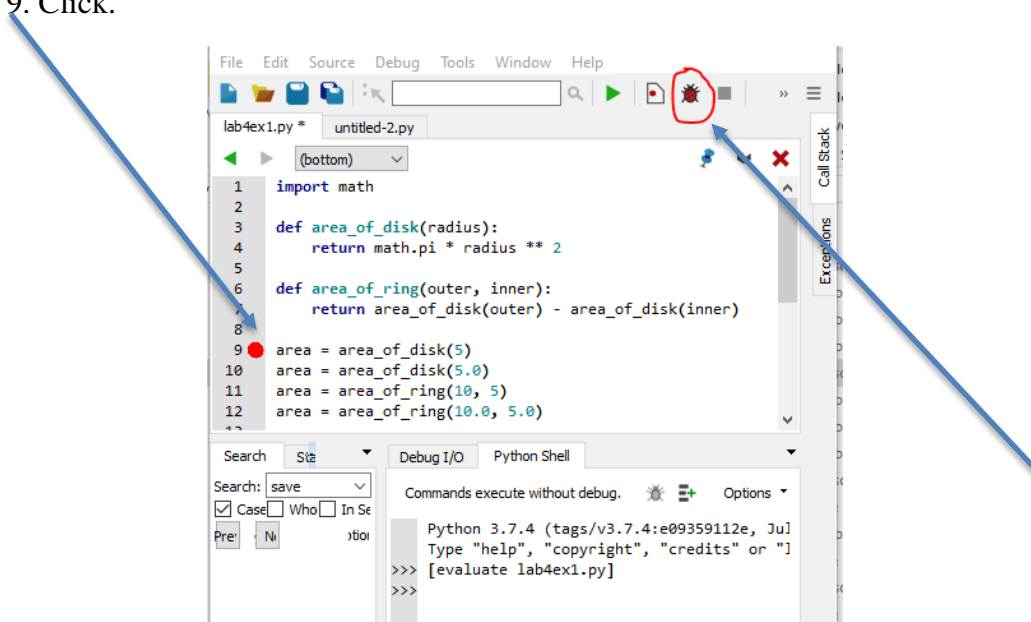 9. Click.
File Edit Source Debug Tools Window Help
lab4ex1.py * untitled-2.py
(bottom)
Call Stack
Exceptions
1 import math
2
3 def area_of_disk(radius):
4 return math.pi * radius ** 2
5
6 def area_of_ring(outer, inner):
7 return area_of_disk(outer) - area_of_disk(inner)
8
9 area = area_of_disk(5)
10 area = area_of_disk(5.0)
11 area = area_of_ring(10, 5)
12 area = area_of_ring(10.0, 5.0)
Search Sta
Debug I/O Python Shell
Search: save
Case Who In Se
Commands execute without debug. Options
Python 3.7.4 (tags/v3.7.4:e09359112e, Jul
Type "help", "copyright", "credits" or "l
>>> [evaluate lab4ex1.py]
>>>